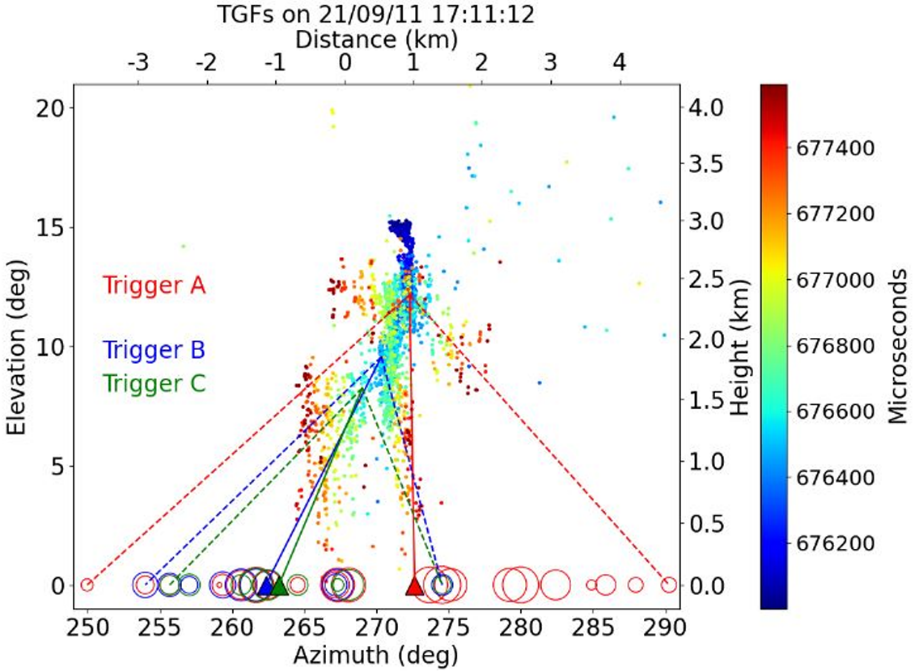 TGFs on 21/09/11 17:11:12
Distance (km)
-3 -2 -1 0 1 2 3 4
20 15 10 5 0
Elevation (deg)
Trigger A
Trigger B
Trigger C
4.0 3.5 3.0 2.5 2.0 1.5 1.0 0.5 0.0
Height (km)
677400 677200 677000 676800 676600 676400 676200
Microseconds
250 255 260 265 270 275 280 285 290
Azimuth (deg)